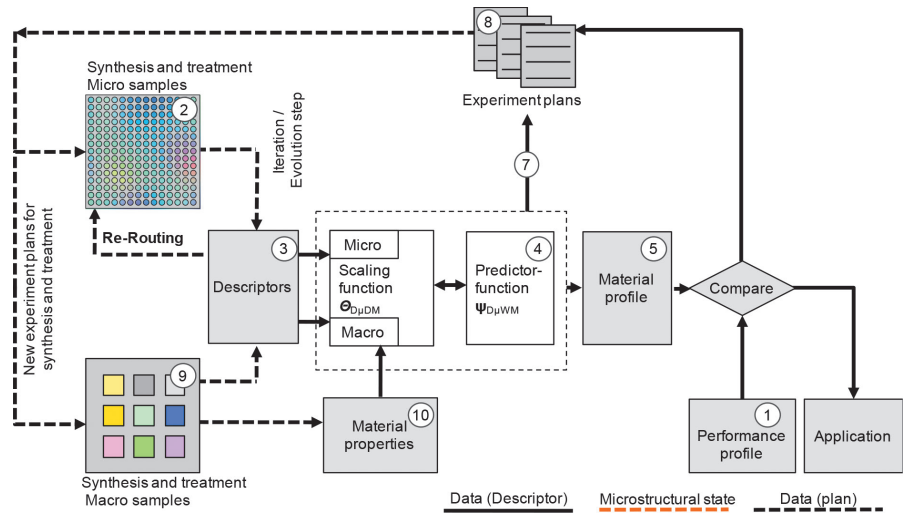 8
Synthesis and treatment
Micro samples
2
Experiment plans
Iteration /
Evolution step
7
Re-Routing
3
Descriptors
Micro
Scaling
function
ΘDμDM
Macro
4
Predictor-
function
ΨDμWM
5
Material
profile
Compare
New experiment plans for
synthesis and treatment
9
Synthesis and treatment
Macro samples
10
Material
properties
1
Performance
profile
Application
Data (Descriptor)
Microstructural state
Data (plan)